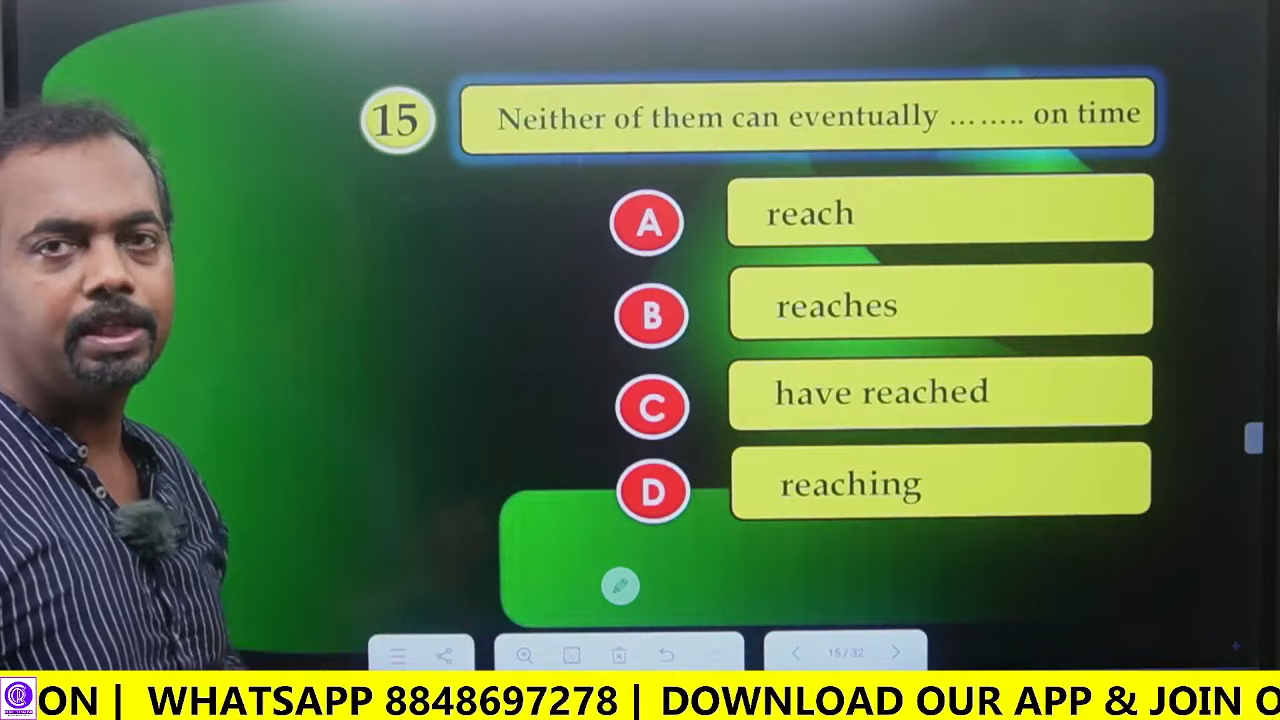 15
Neither of them can eventually …….. on time
A
reach
B
reaches
C
have reached
D
reaching
15/32
ON | WHATSAPP 8848697278 | DOWNLOAD OUR APP & JOIN O